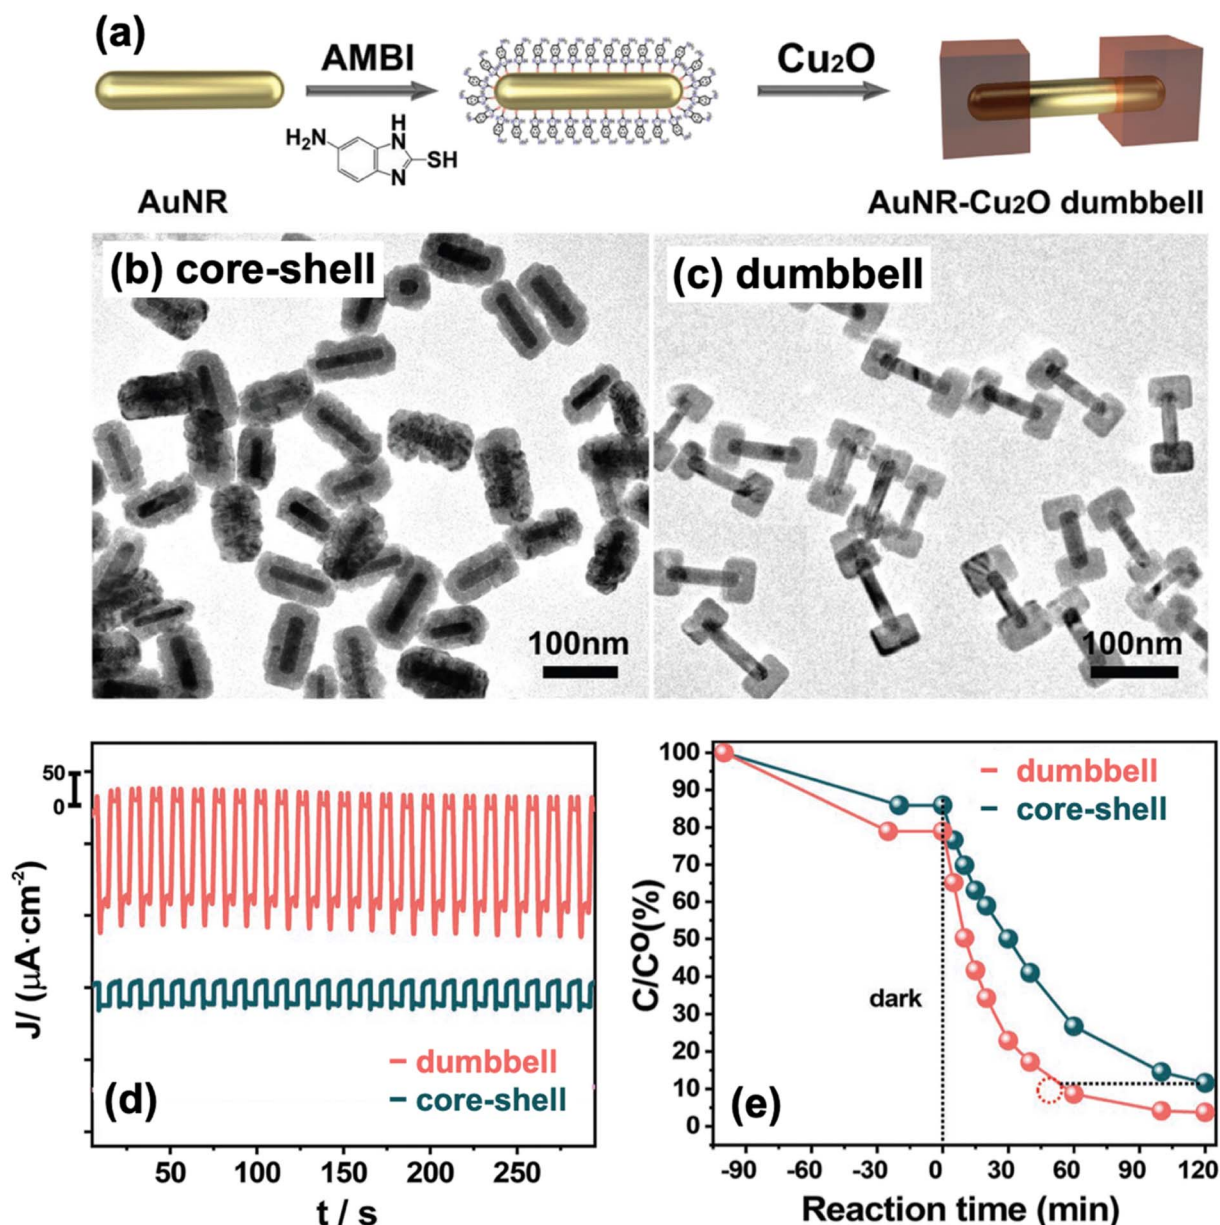 (a)
AMBI
Cu₂O
H₂N
H
N
SH
N
AuNR
AuNR-Cu₂O dumbbell
(b) core-shell
(c) dumbbell
100nm
100nm
50
0
J/ (μA·cm⁻²)
dumbbell
core-shell
(d)
50
100
150
200
250
t / s
100
90
80
70
60
50
40
30
20
10
0
C/C⁰(%)
dumbbell
core-shell
dark
(e)
-90
-60
-30
0
30
60
90
120
Reaction time (min)